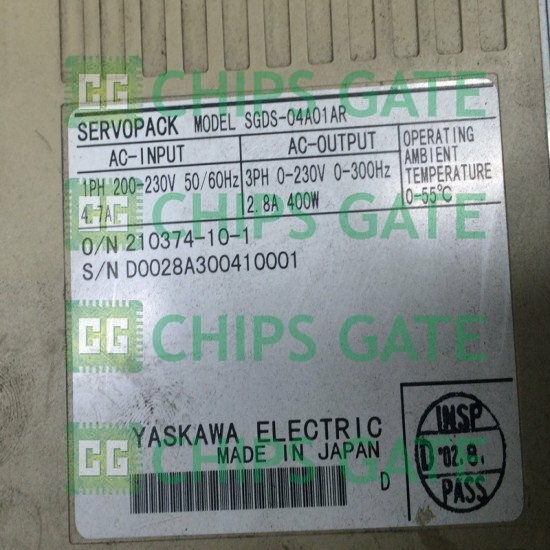 CG CHIPS GATE
SERVOPACK MODEL SGDS-04A01AR
AC-INPUT AC-OUTPUT OPERATING AMBIENT TEMPERATURE 0-55℃
1PH 200-230V 50/60Hz 3PH 0-230V 0-300Hz
4.7A 2.8A 400W
CG CHIPS GATE
O/N 210374-10-1
S/N D0028A300410001
CG CHIPS GATE
YASKAWA ELECTRIC
MADE IN JAPAN
CG CHIPS GATE
D
INSP
D '02.8.
PASS